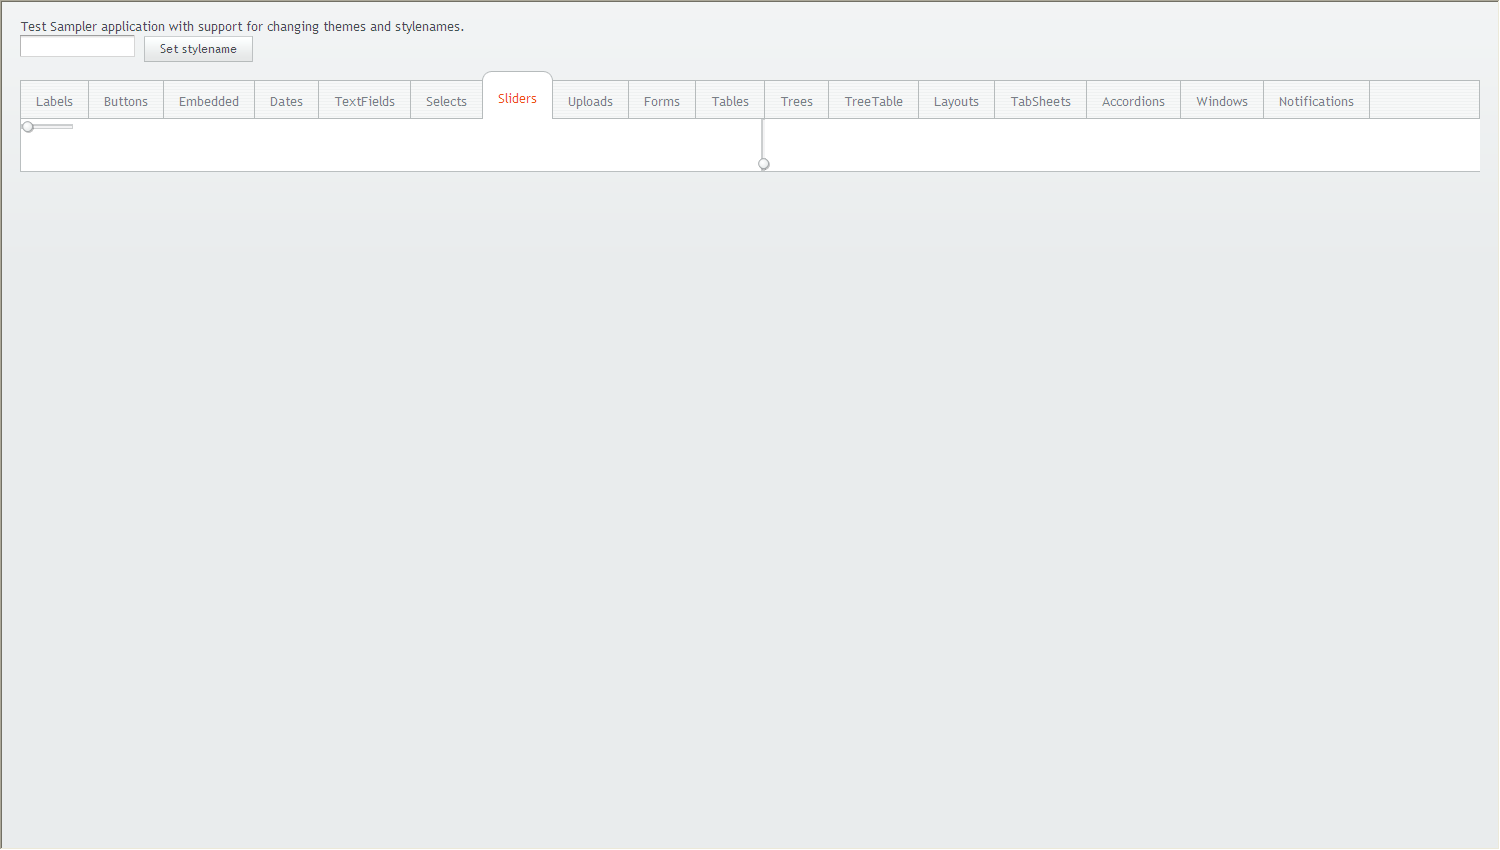 Test Sampler application with support for changing themes and stylenames.
Set stylename
Labels Buttons Embedded Dates TextFields Selects Sliders Uploads Forms Tables Trees TreeTable Layouts TabSheets Accordions Windows Notifications